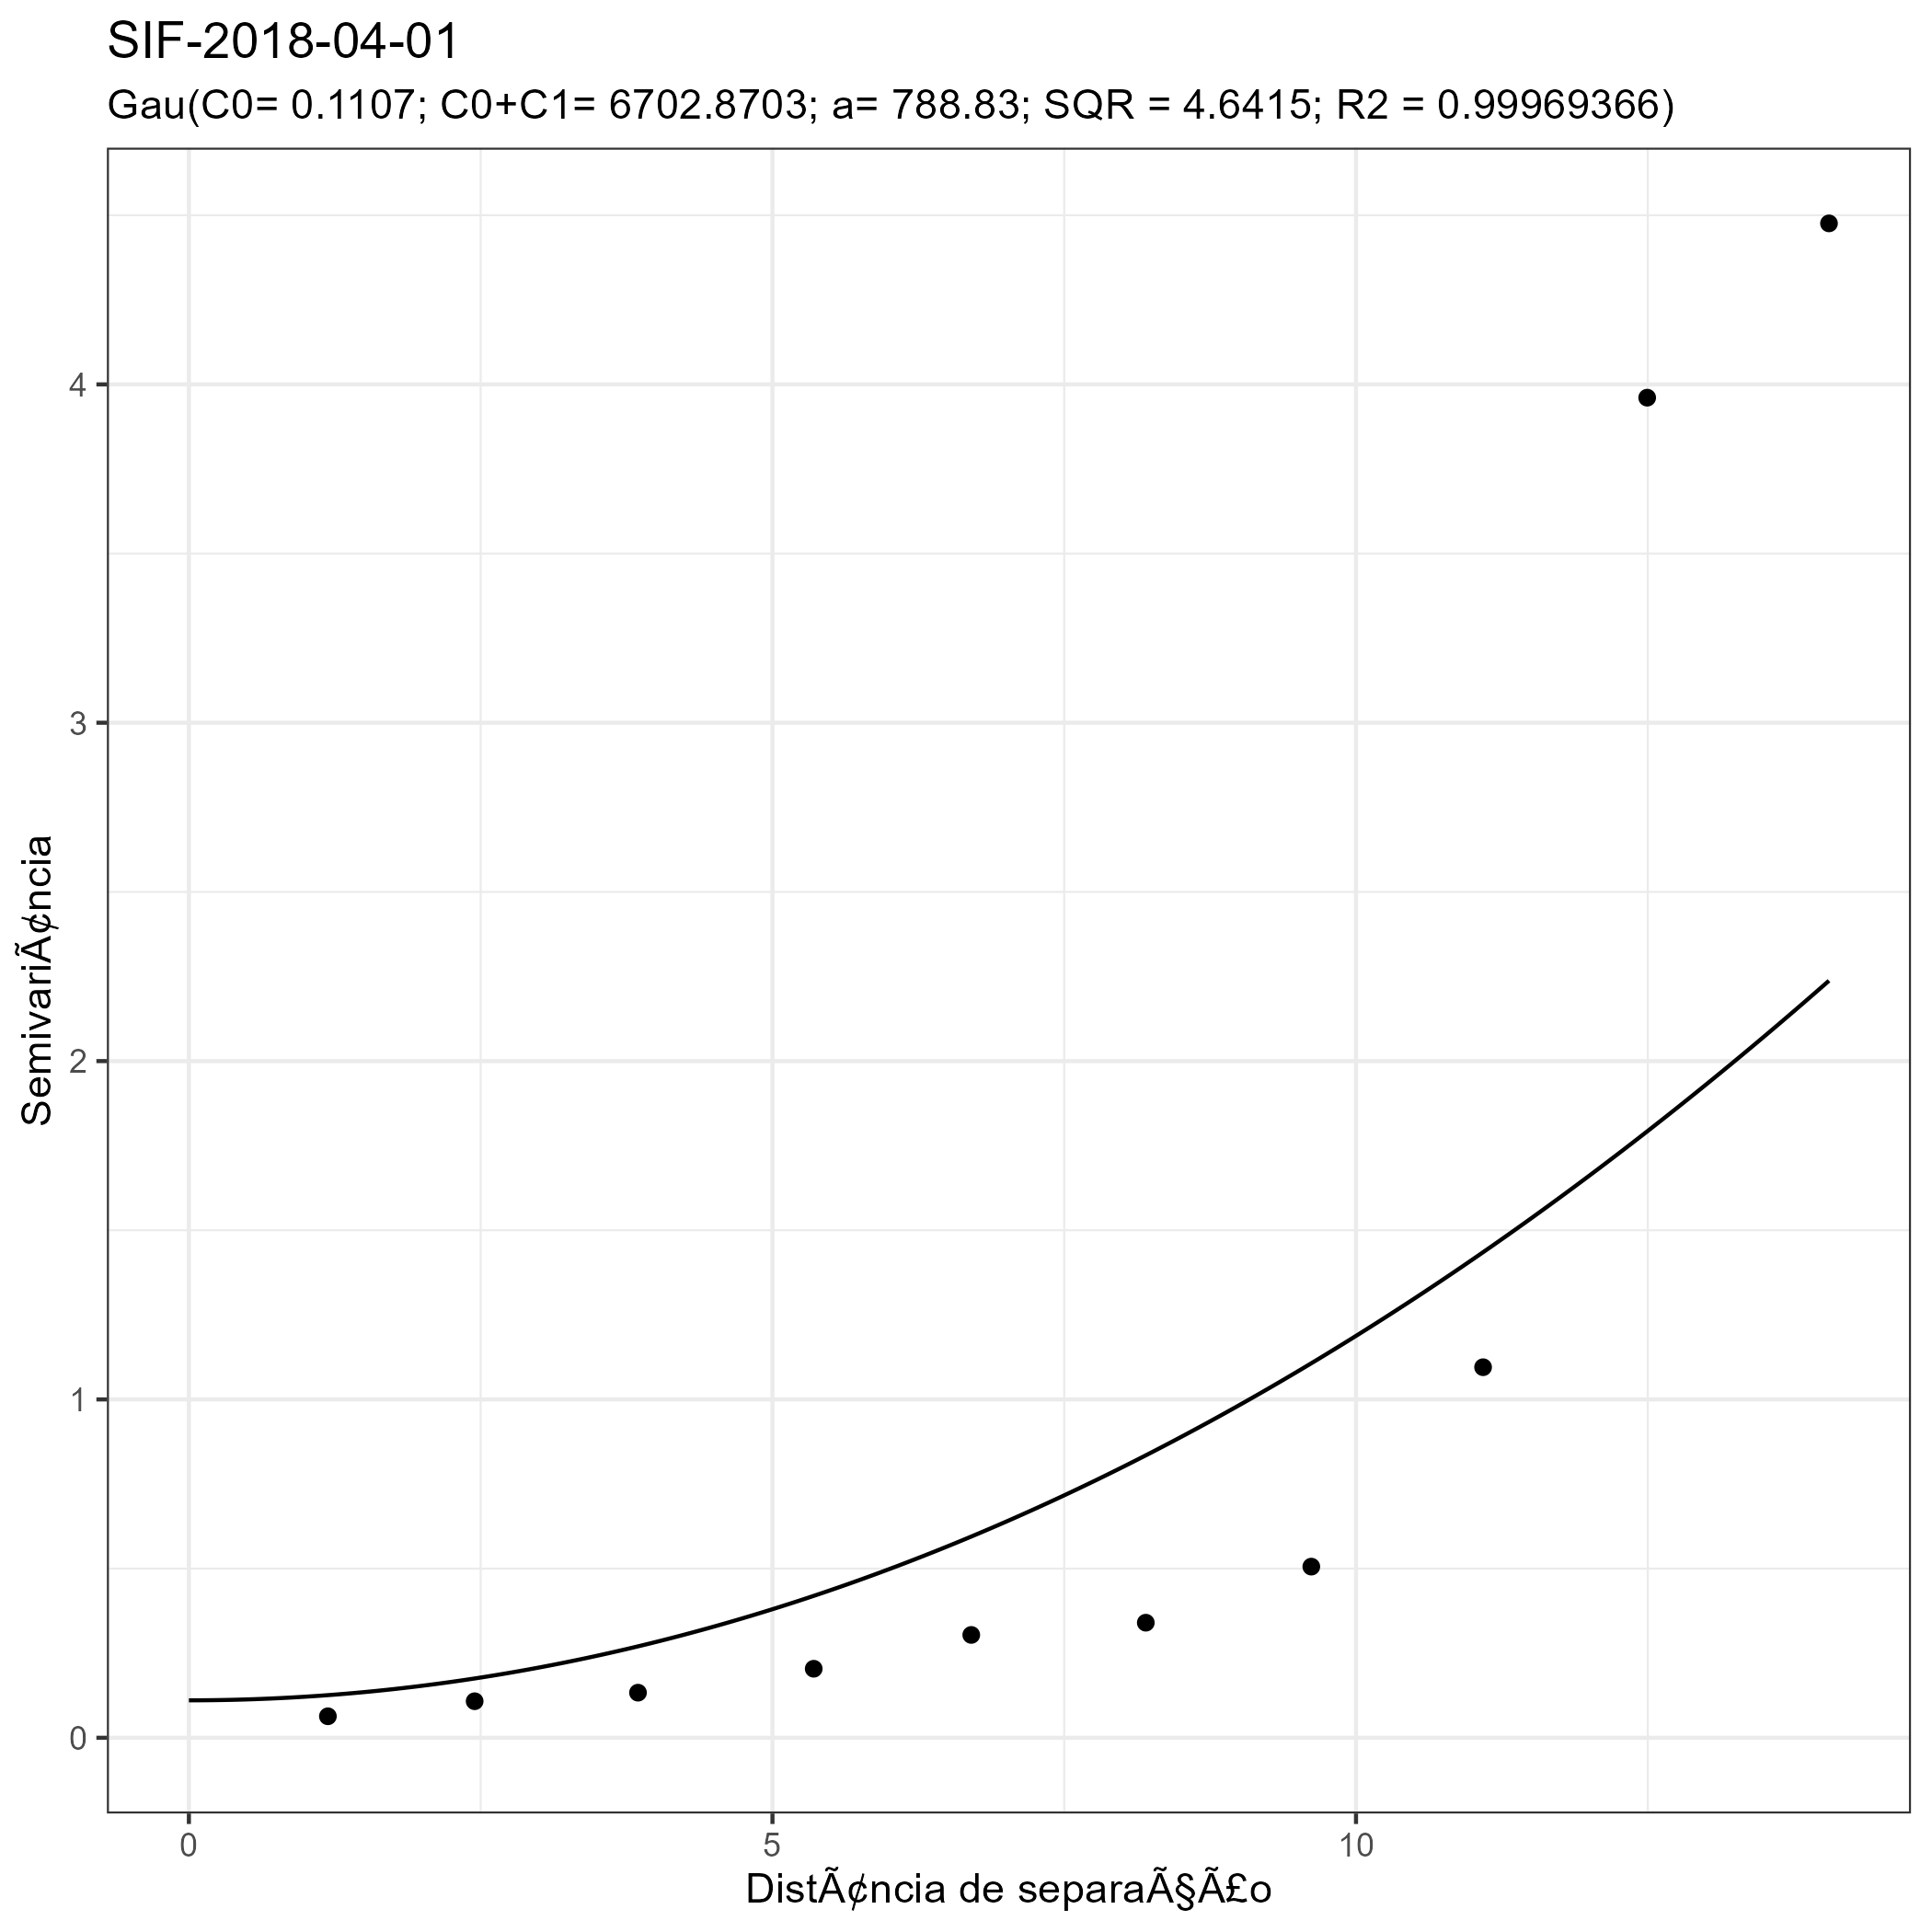 SIF-2018-04-01
Gau(C0= 0.1107; C0+C1= 6702.8703; a= 788.83; SQR = 4.6415; R2 = 0.99969366)
4
3
2
1
0
SemivariÃ¢ncia
0 5 10
DistÃ¢ncia de separaÃ§Ã£o